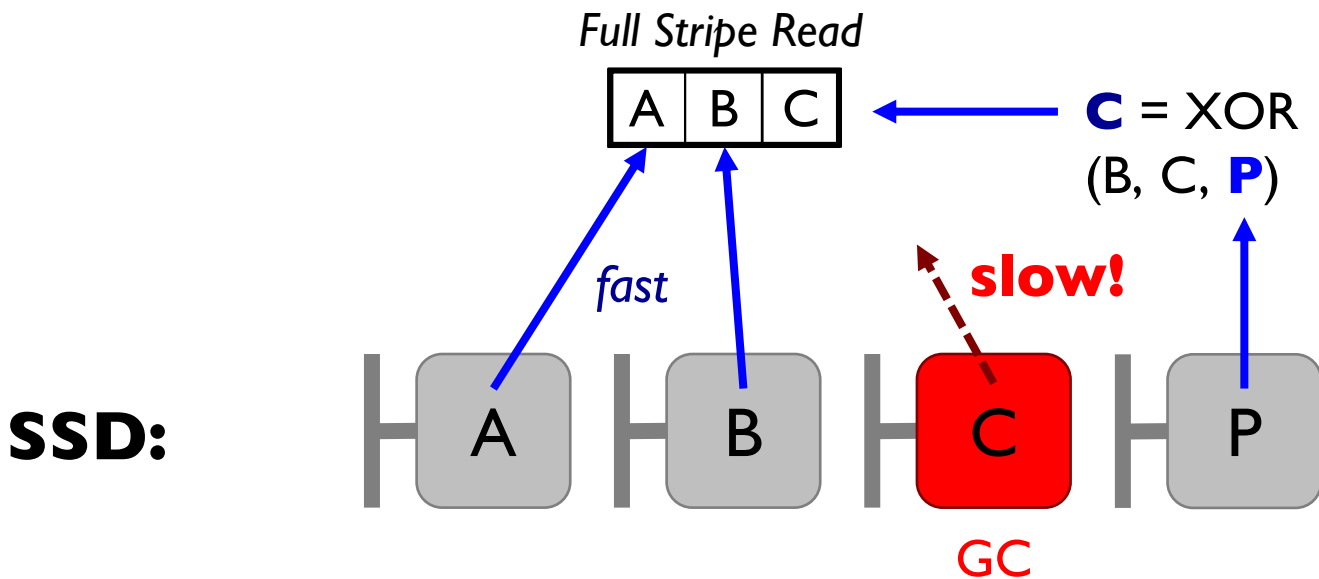 Full Stripe Read
A B C
C = XOR
(B, C, P)
fast
slow!
SSD:
A
B
C
P
GC